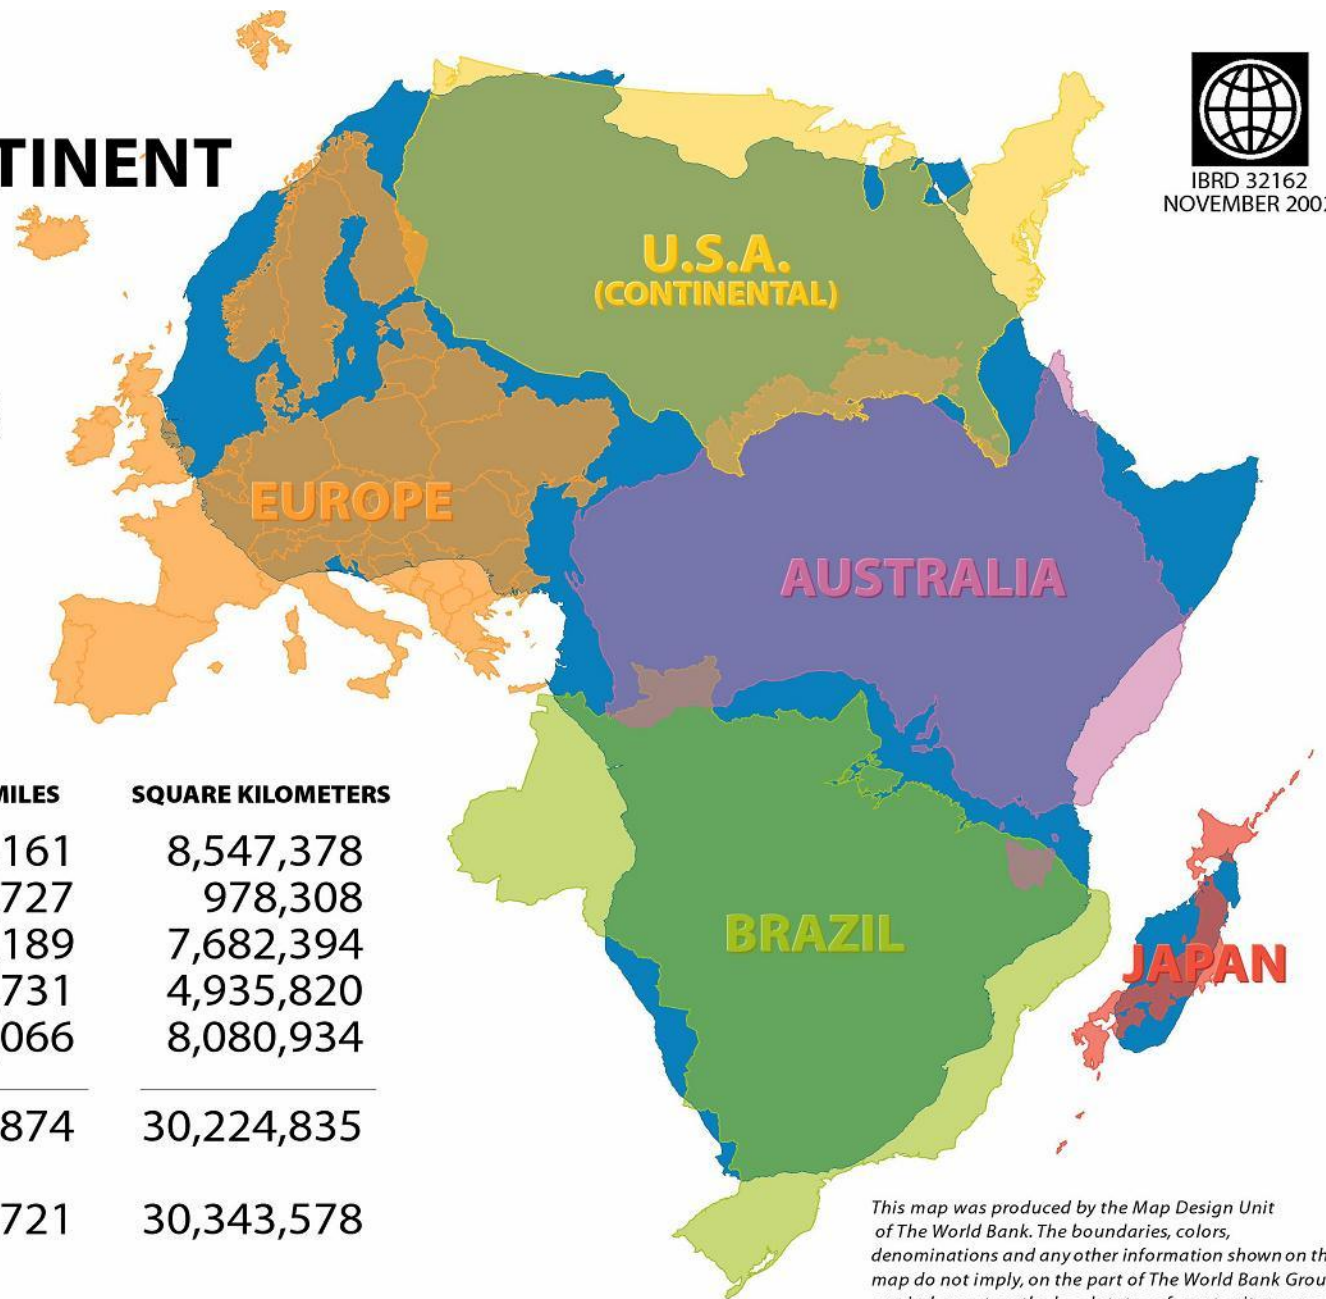 TINENT
IBRD 32162
NOVEMBER 200
U.S.A.
(CONTINENTAL)
EUROPE
AUSTRALIA
BRAZIL
JAPAN
MILES SQUARE KILOMETERS
161 8,547,378
727 978,308
189 7,682,394
731 4,935,820
066 8,080,934
874 30,224,835
721 30,343,578
This map was produced by the Map Design Unit
of The World Bank. The boundaries, colors,
denominations and any other information shown on th
map do not imply, on the part of The World Bank Grou